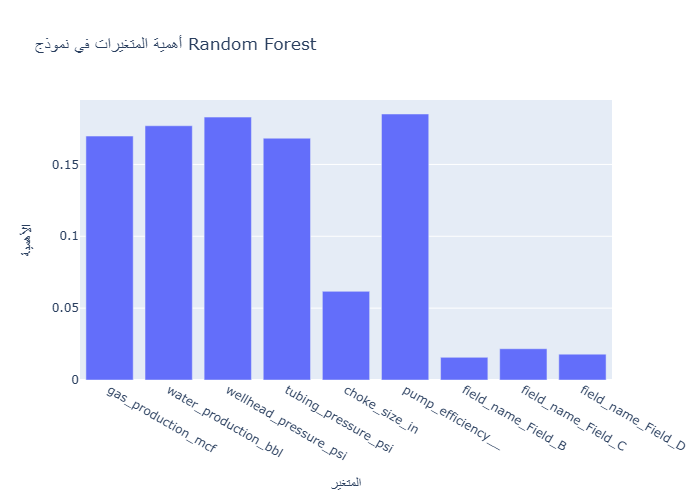 أهمية المتغيرات في نموذج Random Forest
الأهمية
0.15
0.1
0.05
0
gas_production_mcf
water_production_bbl
wellhead_pressure_psi
tubing_pressure_psi
choke_size_in
pump_efficiency__
field_name_Field_B
field_name_Field_C
field_name_Field_D
المتغير